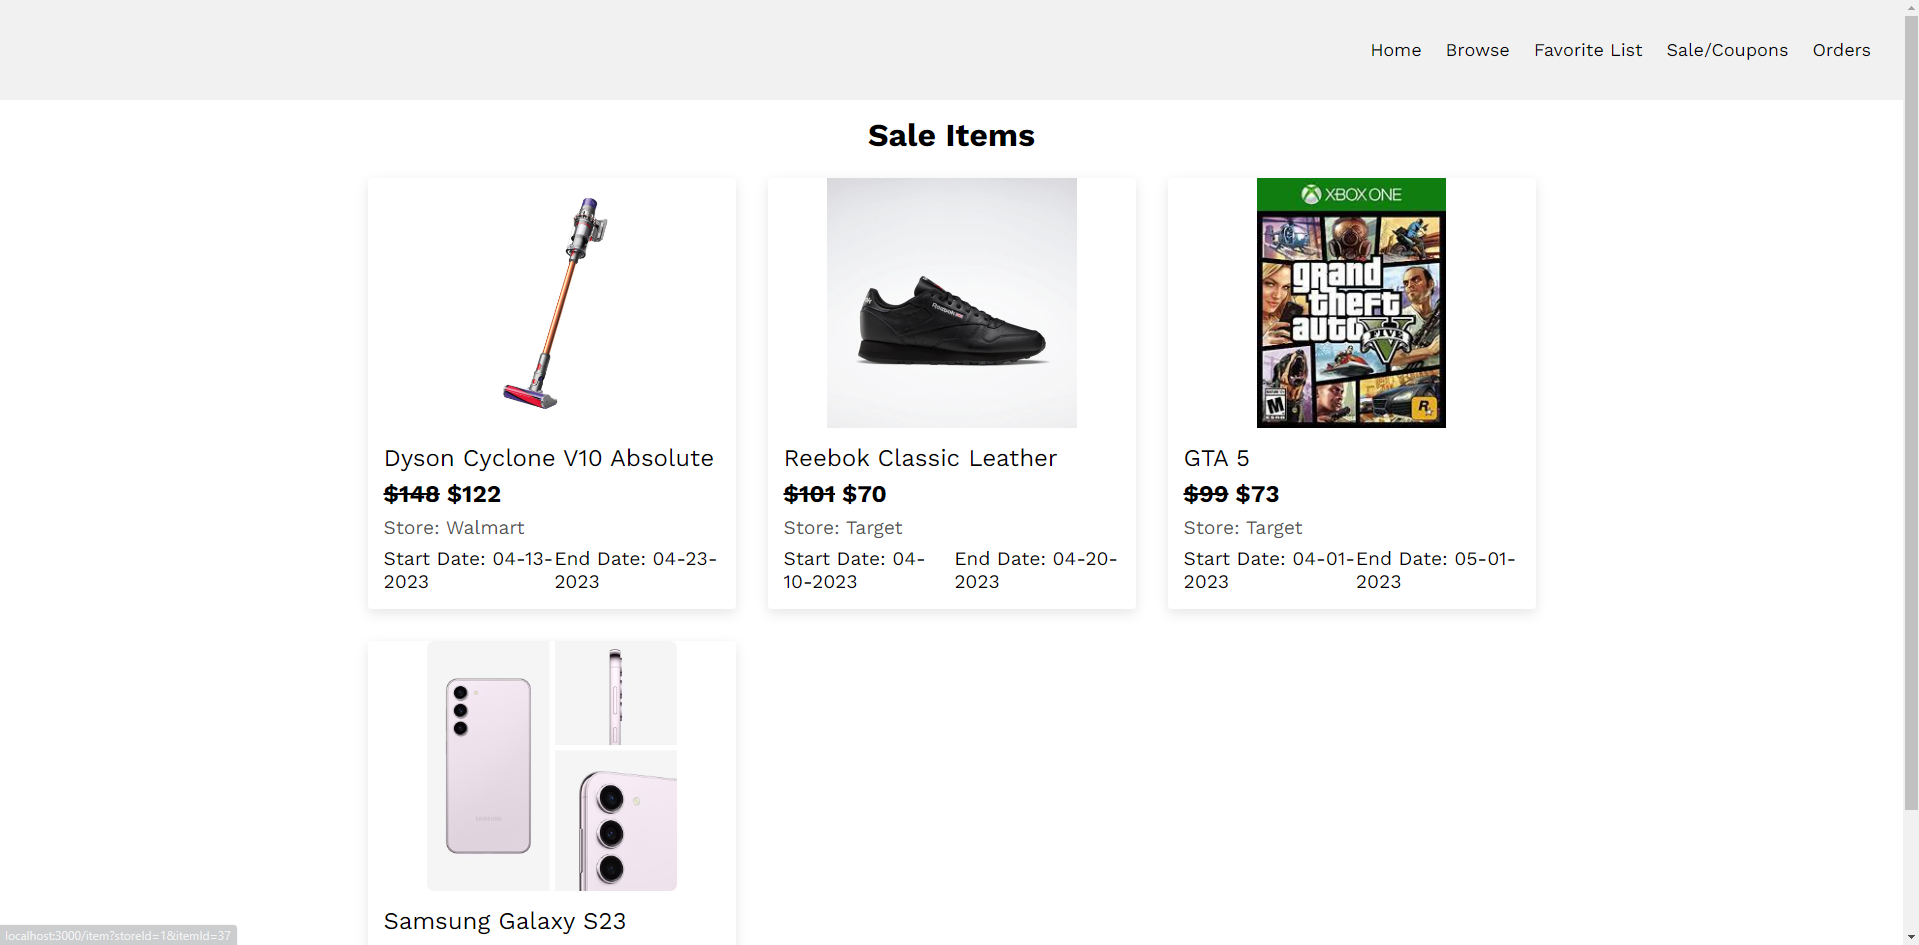 Home Browse Favorite List Sale/Coupons Orders
Sale Items
XBOX ONE
grand
theft
auto V
FIVE
M
R
Reebok
Dyson Cyclone V10 Absolute
$148 $122
Store: Walmart
Start Date: 04-13-
2023
End Date: 04-23-
2023
Reebok Classic Leather
$101 $70
Store: Target
Start Date: 04-
10-2023
End Date: 04-20-
2023
GTA 5
$99 $73
Store: Target
Start Date: 04-01-
2023
End Date: 05-01-
2023
SAMSUNG
Samsung Galaxy S23
localhost:3000/item?storeId=1&itemId=37